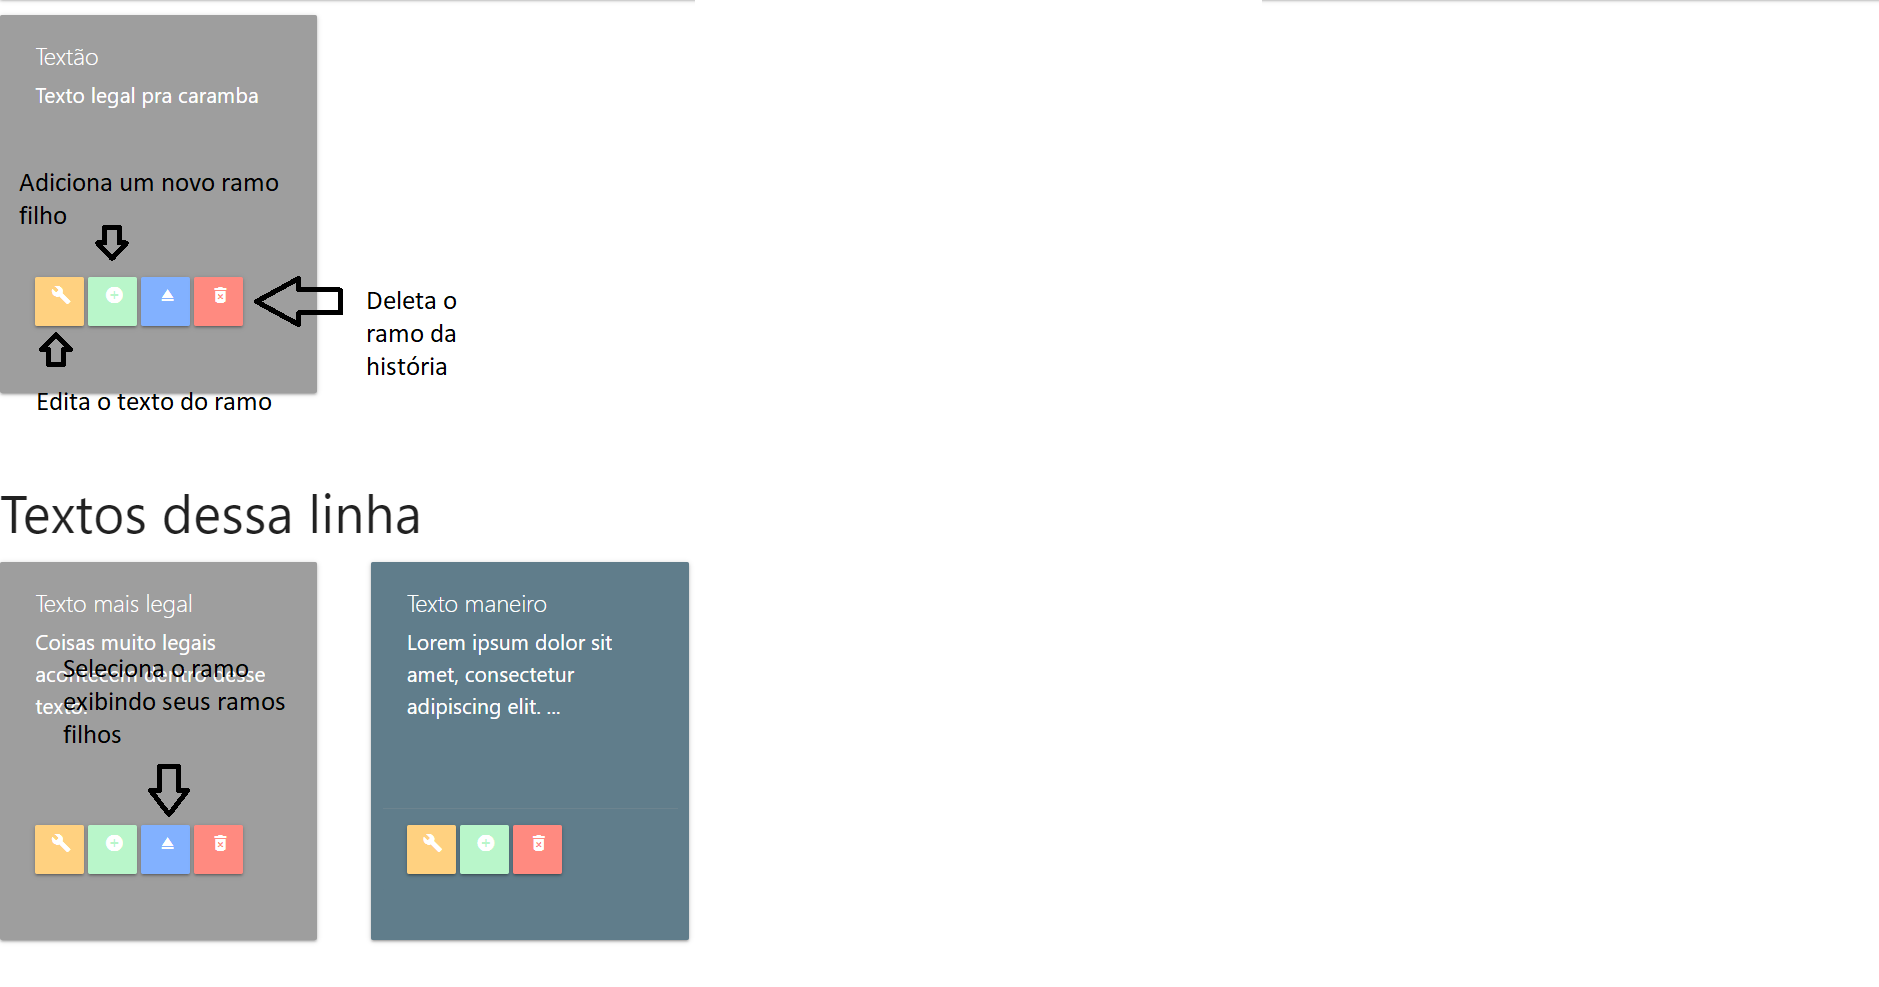 Textão
Texto legal pra caramba
Adiciona um novo ramo
filho
Deleta o
ramo da
história
Edita o texto do ramo
Textos dessa linha
Texto mais legal
Coisas muito legais
acontecem dentro desse
texto.
Seleciona o ramo
exibindo seus ramos
filhos
Texto maneiro
Lorem ipsum dolor sit
amet, consectetur
adipiscing elit. ...